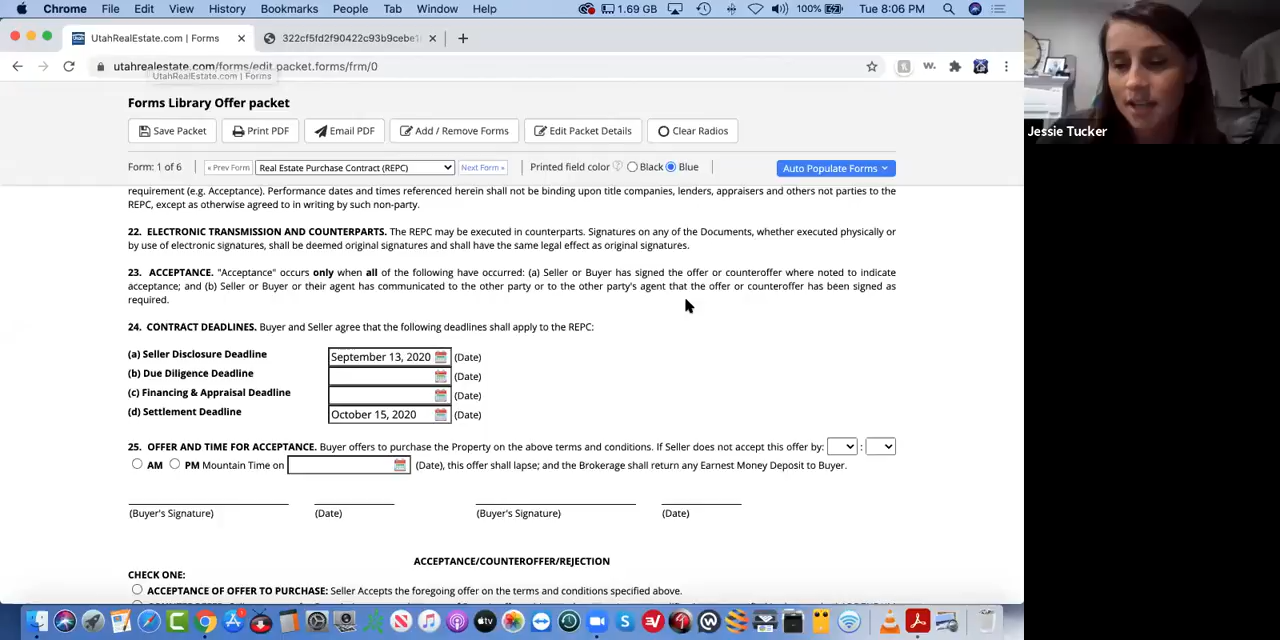 Chrome File Edit View History Bookmarks People Tab Window Help 1.69 GB 100% Tue 8:06 PM
UtahRealEstate.com | Forms 322cf5fd2f90422c93b9cebe1
utahrealestate.com/forms/edit.packet.forms/frm/0
UtahRealEstate.com | Forms
Forms Library Offer packet
Save Packet Print PDF Email PDF Add / Remove Forms Edit Packet Details Clear Radios
Form: 1 of 6 « Prev Form Real Estate Purchase Contract (REPC) Next Form » Printed field color Black Blue Auto Populate Forms
requirement (e.g. Acceptance). Performance dates and times referenced herein shall not be binding upon title companies, lenders, appraisers and others not parties to the
REPC, except as otherwise agreed to in writing by such non-party.
22. ELECTRONIC TRANSMISSION AND COUNTERPARTS. The REPC may be executed in counterparts. Signatures on any of the Documents, whether executed physically or
by use of electronic signatures, shall be deemed original signatures and shall have the same legal effect as original signatures.
23. ACCEPTANCE. "Acceptance" occurs only when all of the following have occurred: (a) Seller or Buyer has signed the offer or counteroffer where noted to indicate
acceptance; and (b) Seller or Buyer or their agent has communicated to the other party or to the other party's agent that the offer or counteroffer has been signed as
required.
24. CONTRACT DEADLINES. Buyer and Seller agree that the following deadlines shall apply to the REPC:
(a) Seller Disclosure Deadline September 13, 2020 (Date)
(b) Due Diligence Deadline (Date)
(c) Financing & Appraisal Deadline (Date)
(d) Settlement Deadline October 15, 2020 (Date)
25. OFFER AND TIME FOR ACCEPTANCE. Buyer offers to purchase the Property on the above terms and conditions. If Seller does not accept this offer by: :
AM PM Mountain Time on (Date), this offer shall lapse; and the Brokerage shall return any Earnest Money Deposit to Buyer.
(Buyer's Signature) (Date) (Buyer's Signature) (Date)
ACCEPTANCE/COUNTEROFFER/REJECTION
CHECK ONE:
ACCEPTANCE OF OFFER TO PURCHASE: Seller Accepts the foregoing offer on the terms and conditions specified above.
Jessie Tucker